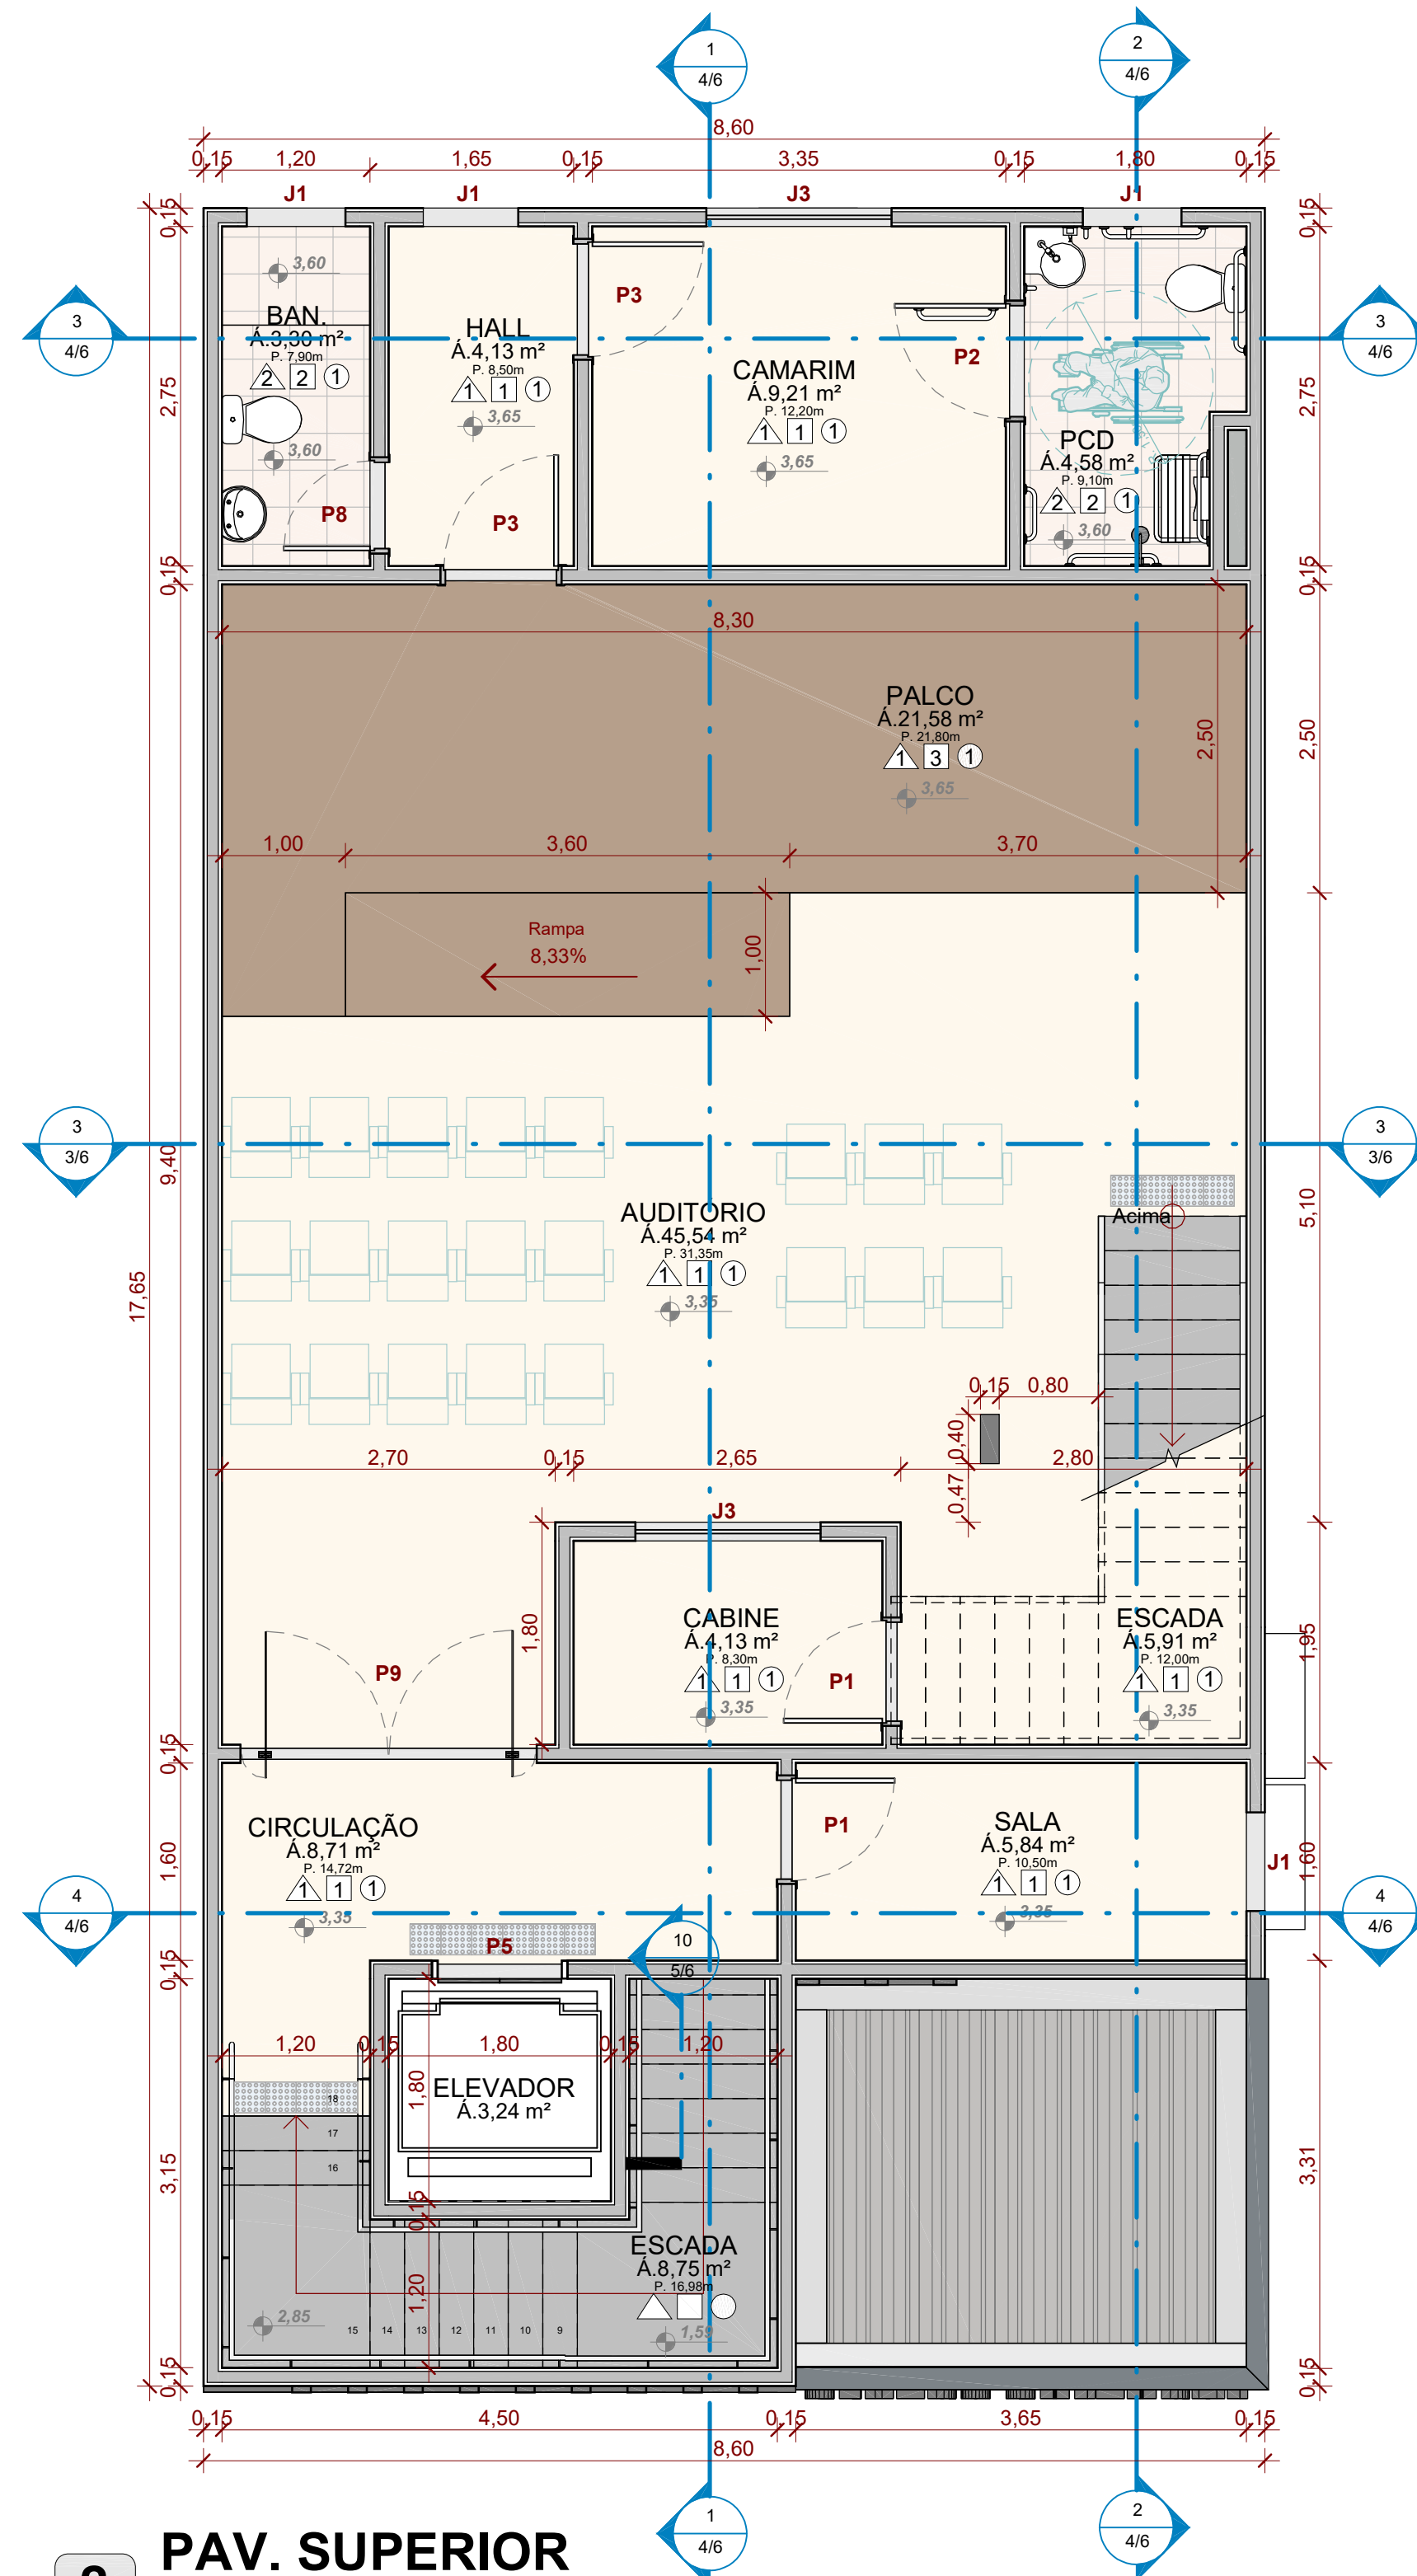 1
4/6
2
4/6
8,60
0,15 1,20 1,65 0,15 3,35 0,15 1,80 0,15
J1 J1 J3 J1
0,15
0,15
3,60
BAN.
Á.3,30 m²
P. 7,90m
2 2 1
3,60
P8
HALL
Á.4,13 m²
P. 8,50m
1 1 1
3,65
P3
P3
CAMARIM
Á.9,21 m²
P. 12,20m
1 1 1
3,65
P2
PCD
Á.4,58 m²
P. 9,10m
2 2 1
3,60
3
4/6
3
4/6
2,75
2,75
0,15
0,15
8,30
PALCO
Á.21,58 m²
P. 21,80m
1 3 1
3,65
2,50
2,50
1,00 3,60 3,70
Rampa
8,33%
1,00
3
3/6
3
3/6
9,40
17,65
5,10
AUDITÓRIO
Á.45,54 m²
P. 31,35m
1 1 1
3,35
Acima
0,15 0,80
0,40
0,47
2,70 0,15 2,65 2,80
J3
1,80
CABINE
Á.4,13 m²
P. 8,30m
1 1 1
3,35
P1
P9
ESCADA
Á.5,91 m²
P. 12,00m
1 1 1
3,35
1,95
0,15
CIRCULAÇÃO
Á.8,71 m²
P. 14,72m
1 1 1
3,35
P1
SALA
Á.5,84 m²
P. 10,50m
1 1 1
3,35
J1
1,60
1,60
4
4/6
4
4/6
10
5/6
P5
0,15
1,20 0,15 1,80 0,15 1,20
1,80
ELEVADOR
Á.3,24 m²
18
17
16
3,15
3,31
0,15
1,20
ESCADA
Á.8,75 m²
P. 16,98m
2,85
15 14 13 12 11 10 9
1,59
0,15
0,15
0,15 4,50 0,15 3,65 0,15
8,60
1
4/6
2
4/6
PAV. SUPERIOR